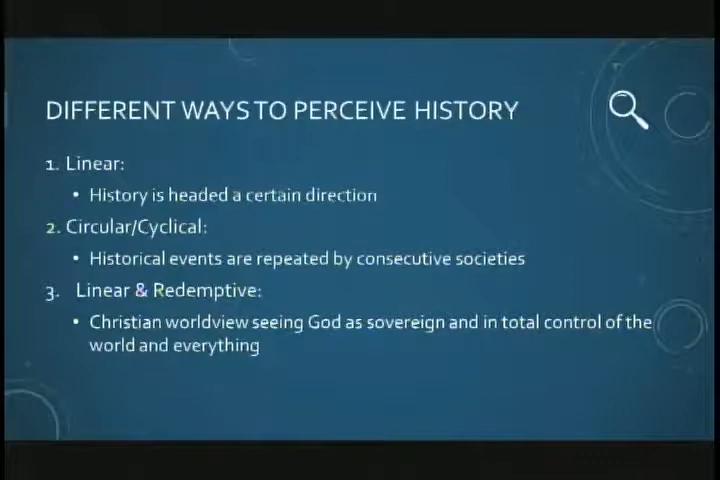 DIFFERENT WAYS TO PERCEIVE HISTORY
1. Linear:
• History is headed a certain direction
2. Circular/Cyclical:
• Historical events are repeated by consecutive societies
3. Linear & Redemptive:
• Christian worldview seeing God as sovereign and in total control of the
world and everything